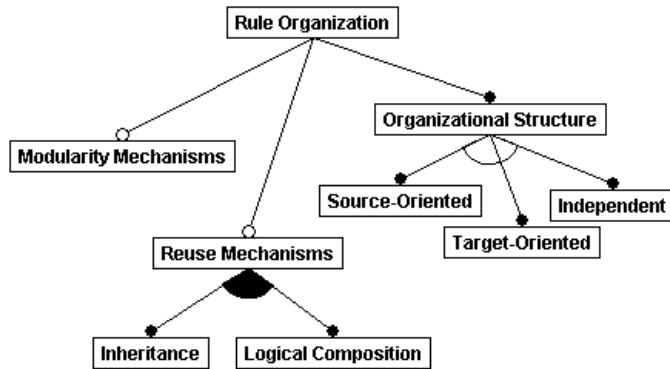 Rule Organization
Organizational Structure
Modularity Mechanisms
Source-Oriented
Independent
Target-Oriented
Reuse Mechanisms
Inheritance
Logical Composition